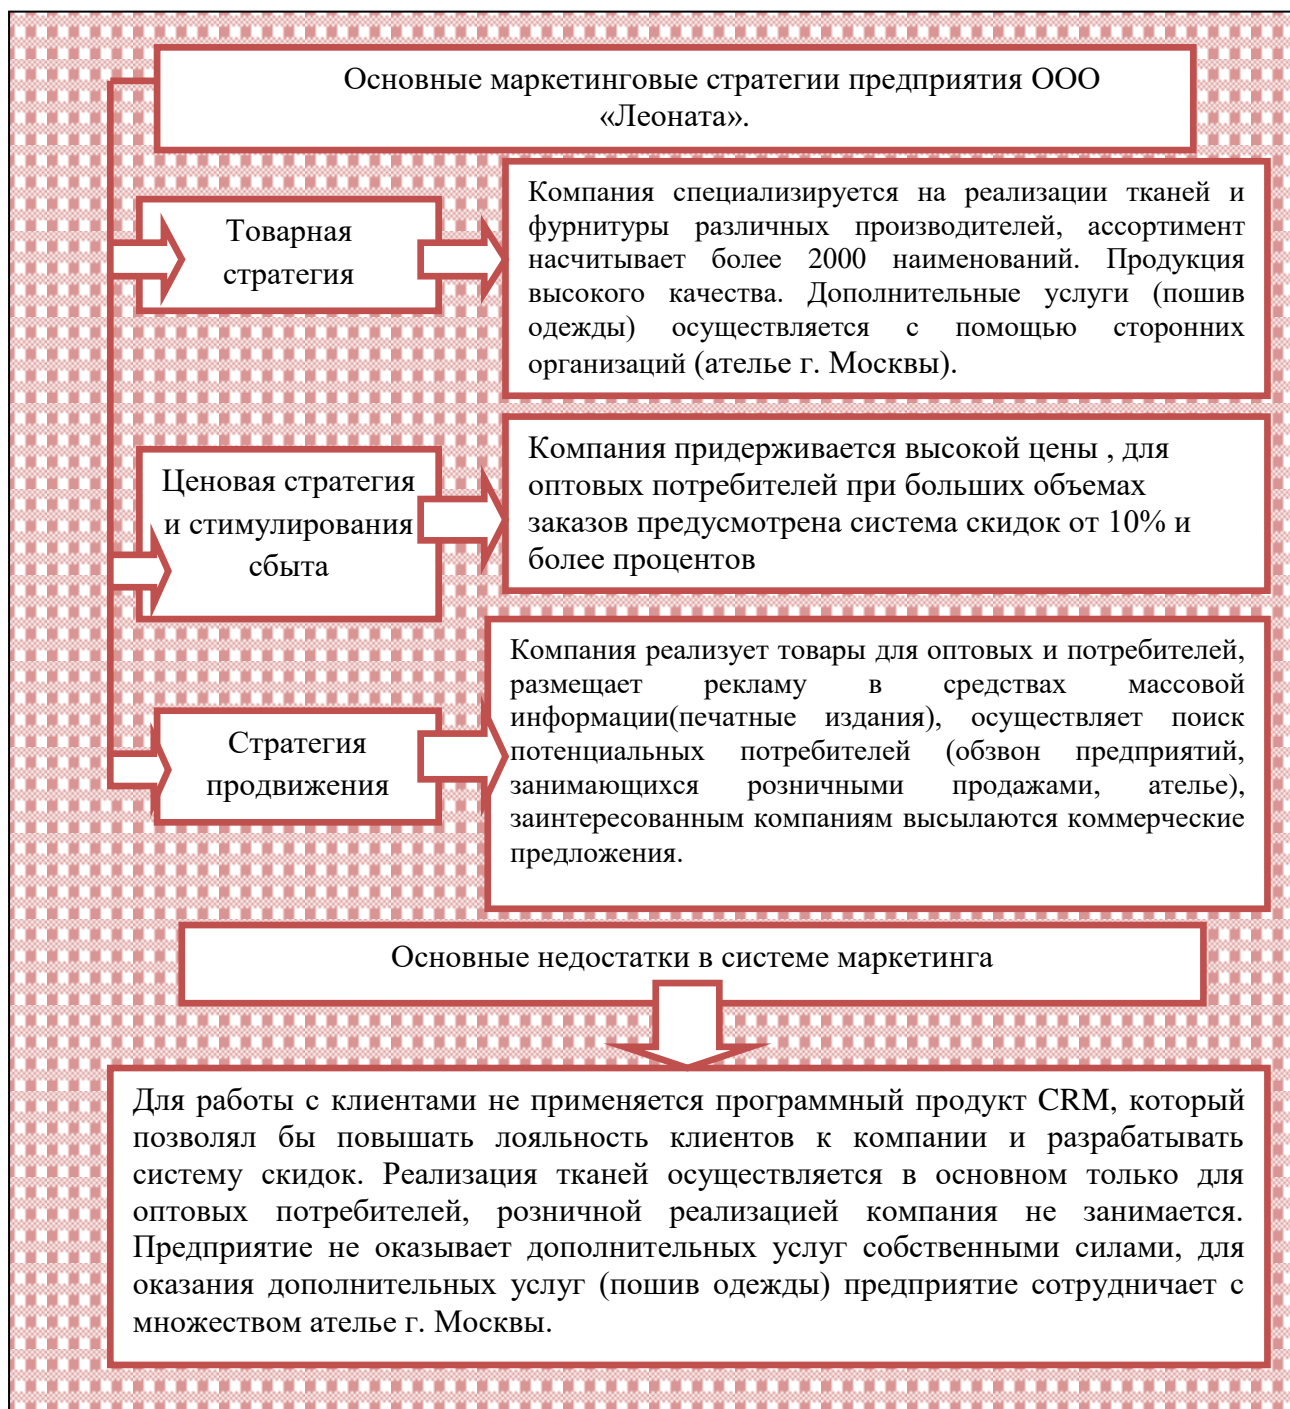 Основные маркетинговые стратегии предприятия ООО
«Леоната».
Товарная
стратегия
Компания специализируется на реализации тканей и
фурнитуры различных производителей, ассортимент
насчитывает более 2000 наименований. Продукция
высокого качества. Дополнительные услуги (пошив
одежды) осуществляется с помощью сторонних
организаций (ателье г. Москвы).
Ценовая стратегия
и стимулирования
сбыта
Компания придерживается высокой цены , для
оптовых потребителей при больших объемах
заказов предусмотрена система скидок от 10% и
более процентов
Стратегия
продвижения
Компания реализует товары для оптовых и потребителей,
размещает рекламу в средствах массовой
информации(печатные издания), осуществляет поиск
потенциальных потребителей (обзвон предприятий,
занимающихся розничными продажами, ателье),
заинтересованным компаниям высылаются коммерческие
предложения.
Основные недостатки в системе маркетинга
Для работы с клиентами не применяется программный продукт CRM, который
позволял бы повышать лояльность клиентов к компании и разрабатывать
систему скидок. Реализация тканей осуществляется в основном только для
оптовых потребителей, розничной реализацией компания не занимается.
Предприятие не оказывает дополнительных услуг собственными силами, для
оказания дополнительных услуг (пошив одежды) предприятие сотрудничает с
множеством ателье г. Москвы.